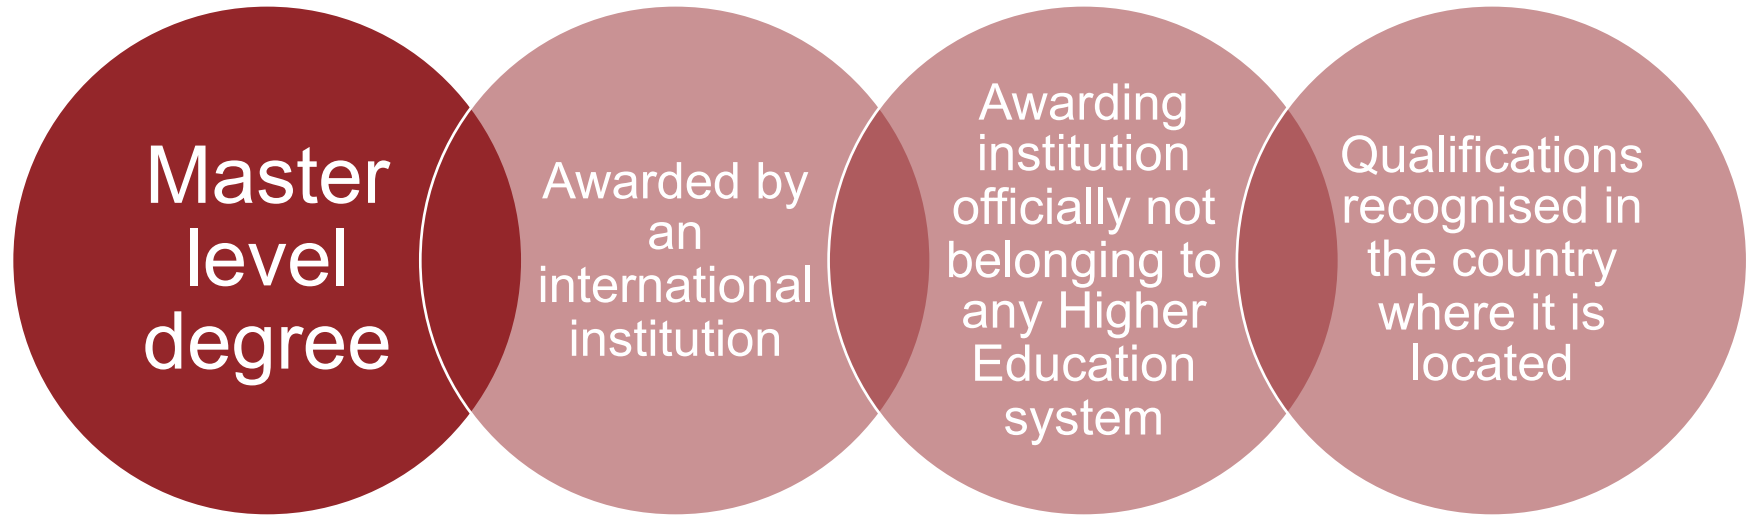 Master
level
degree
Awarded by
an
international
institution
Awarding
institution
officially not
belonging to
any Higher
Education
system
Qualifications
recognised in
the country
where it is
located